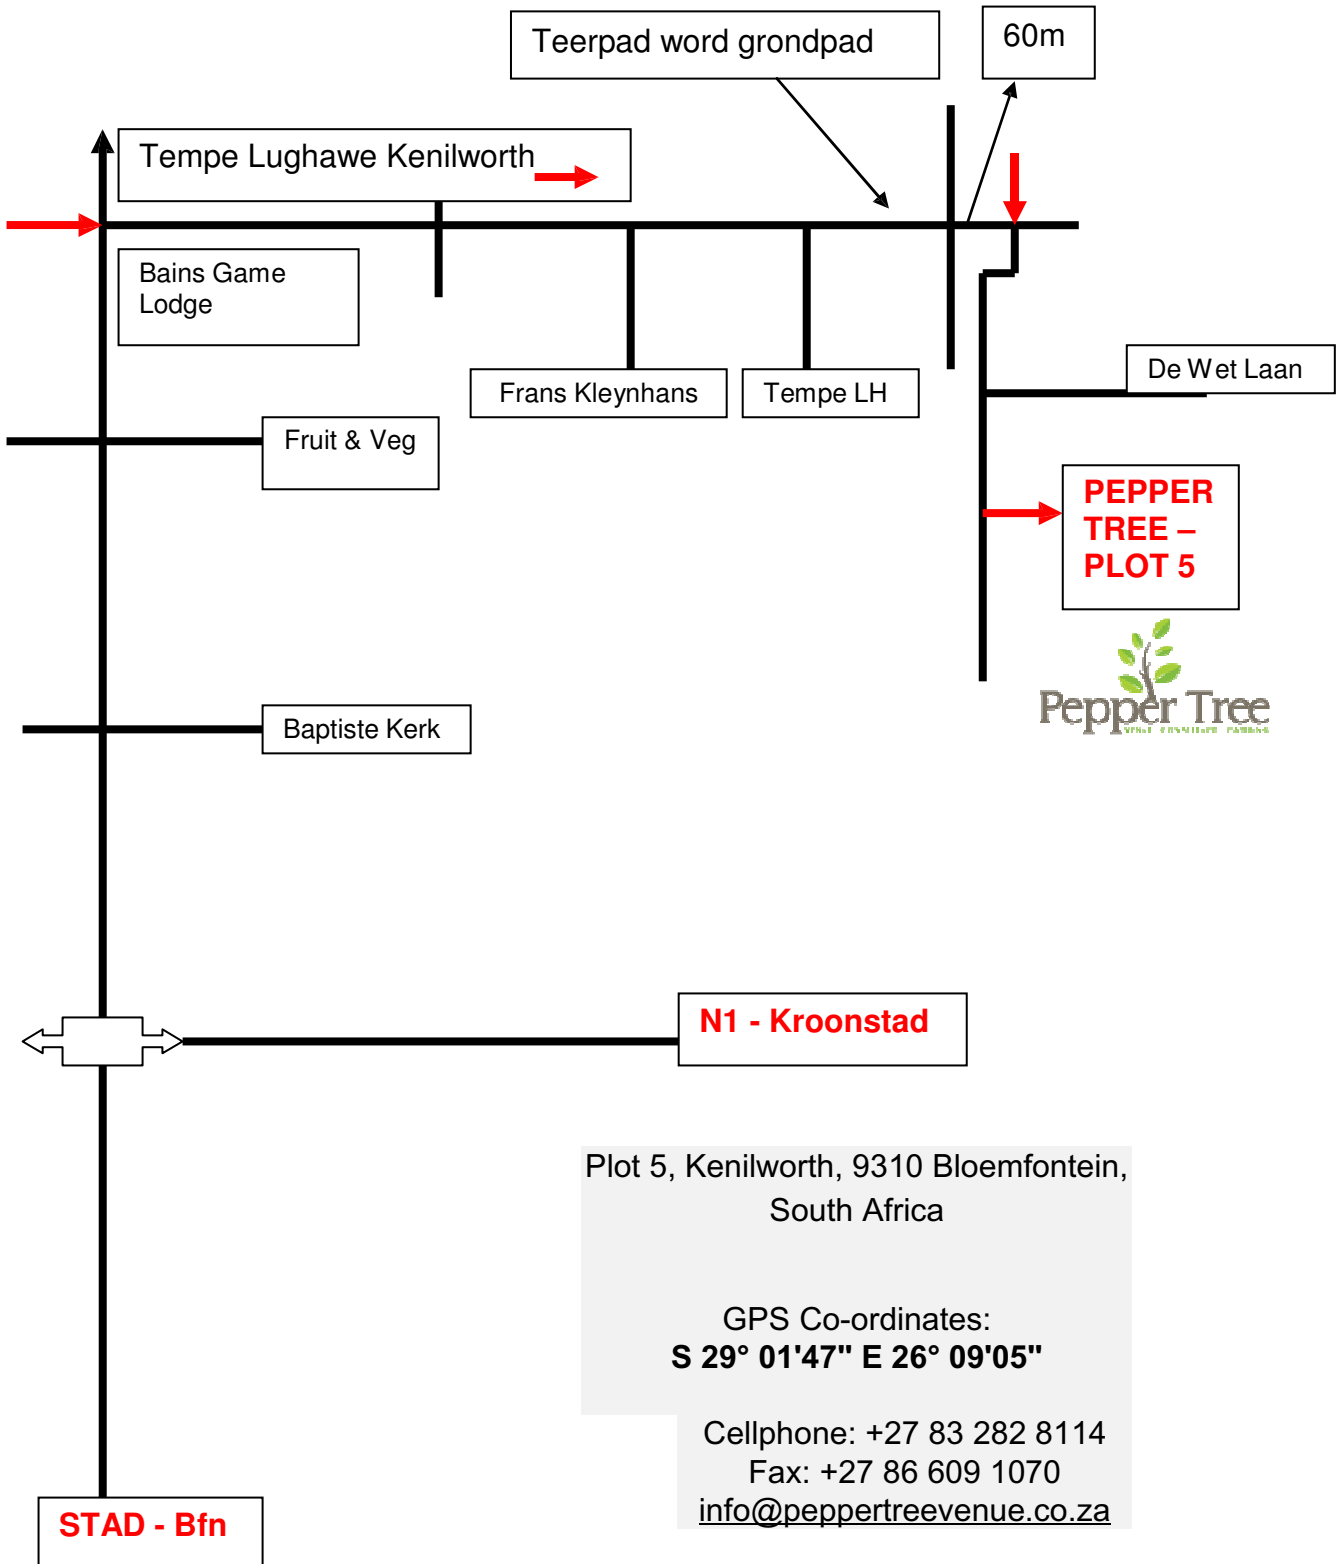 Teerpad word grondpad
60m
Tempe Lughawe Kenilworth
Bains Game
Lodge
Frans Kleynhans
Tempe LH
De Wet Laan
Fruit & Veg
PEPPER
TREE –
PLOT 5
Pepper Tree
Baptiste Kerk
N1 - Kroonstad
Plot 5, Kenilworth, 9310 Bloemfontein,
South Africa
GPS Co-ordinates:
S 29° 01'47" E 26° 09'05"
Cellphone: +27 83 282 8114
Fax: +27 86 609 1070
info@peppertreevenue.co.za
STAD - Bfn